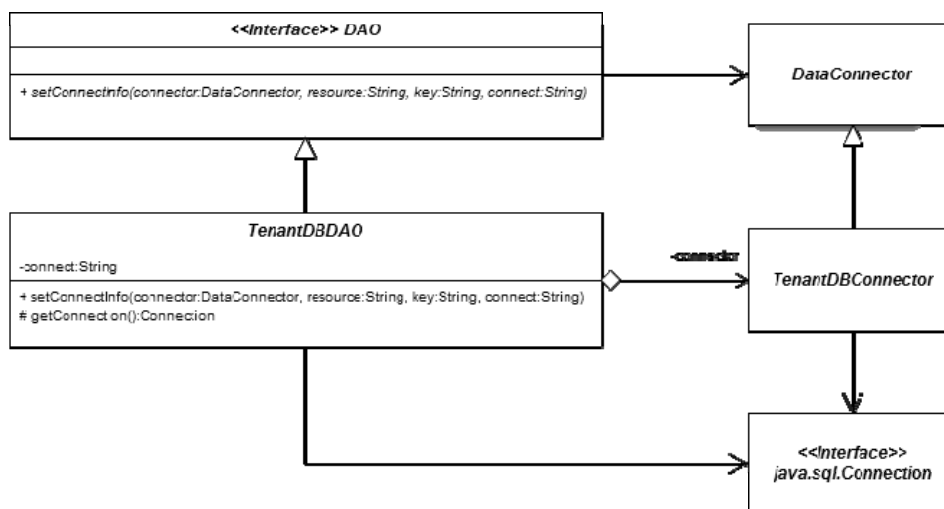 <<Interface>> DAO
+ setConnectInfo(connector:DataConnector, resource:String, key:String, connect:String)
DataConnector
TenantDBDAO
-connect:String
+ setConnectInfo(connector:DataConnector, resource:String, key:String, connect:String)
# getConnection():Connection
-connector
TenantDBConnector
<<Interface>>
java.sql.Connection